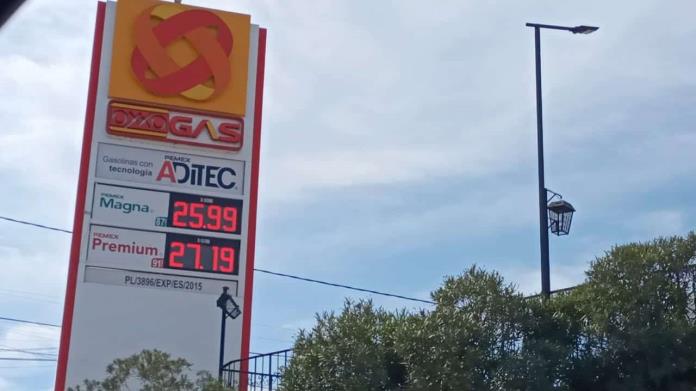 OXXO GAS
Gasolinas con tecnología PEMEX ADiTEC
PEMEX
Magna 87 25.99
PEMEX
Premium 91 27.19
PL/3896/EXP/ES/2015